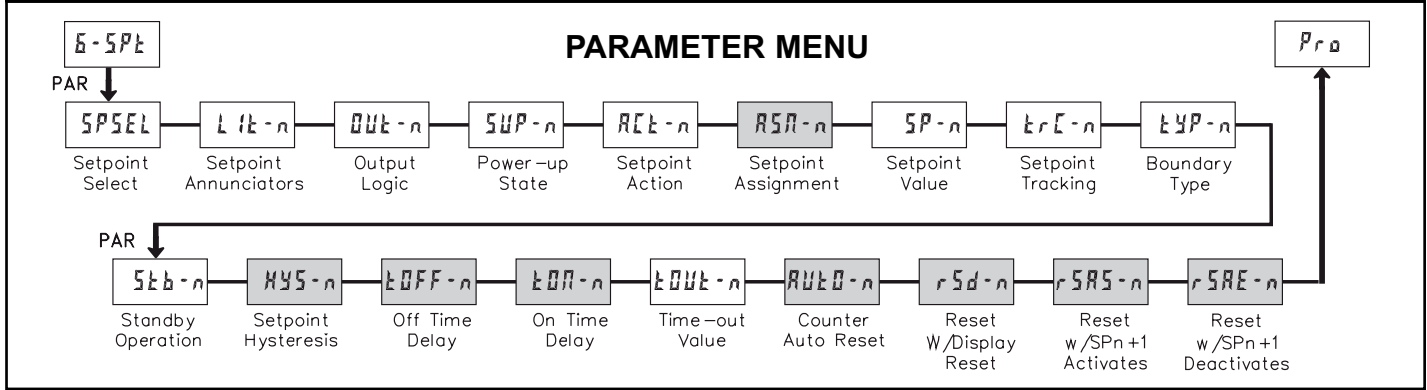 6-SPt
PARAMETER MENU
Pro
PAR
SPSEL
LIt-n
OUt-n
SUP-n
ACt-n
ASN-n
SP-n
trC-n
tYP-n
Setpoint
Select
Setpoint
Annunciators
Output
Logic
Power-up
State
Setpoint
Action
Setpoint
Assignment
Setpoint
Value
Setpoint
Tracking
Boundary
Type
PAR
Stb-n
HYS-n
tOFF-n
tON-n
tOUt-n
AUtO-n
rSd-n
rSAS-n
rSAE-n
Standby
Operation
Setpoint
Hysteresis
Off Time
Delay
On Time
Delay
Time-out
Value
Counter
Auto Reset
Reset
W/Display
Reset
Reset
w/SPn+1
Activates
Reset
w/SPn+1
Deactivates